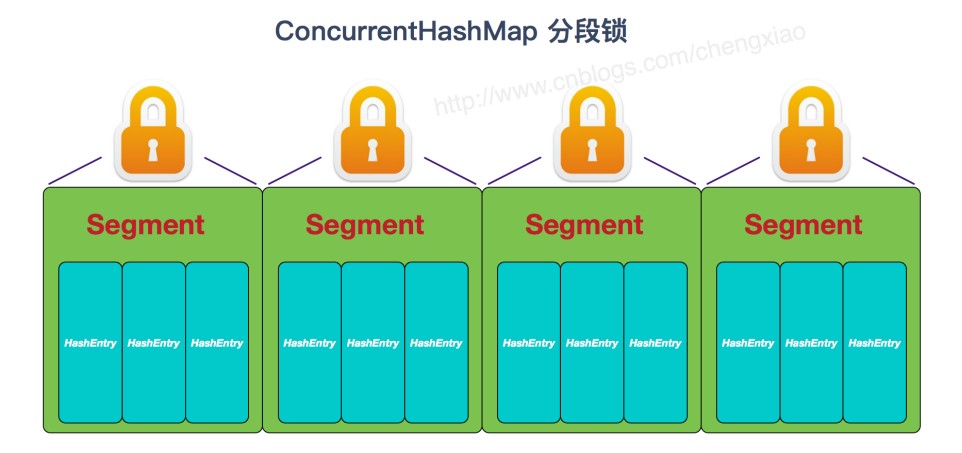 ConcurrentHashMap 分段锁
http://www.cnblogs.com/chengxiao
Segment Segment Segment Segment
HashEntry HashEntry HashEntry HashEntry HashEntry HashEntry HashEntry HashEntry HashEntry HashEntry HashEntry HashEntry